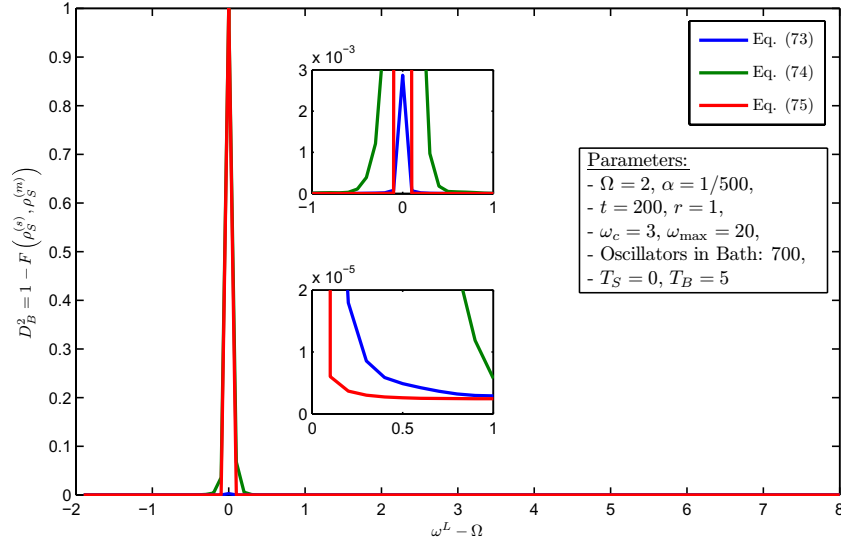 1
0.9
0.8
0.7
0.6
0.5
0.4
0.3
0.2
0.1
0
−2 −1 0 1 2 3 4 5 6 7 8
D_B^2 = 1 − F(ρ_S^{(s)}, ρ_S^{(m)})
ω^L − Ω
x 10^{−3}
3
2
1
0
−1 0 1
x 10^{−5}
2
1
0
0 0.5 1
Eq. (73)
Eq. (74)
Eq. (75)
Parameters:
- Ω = 2, α = 1/500,
- t = 200, r = 1,
- ω_c = 3, ω_max = 20,
- Oscillators in Bath: 700,
- T_S = 0, T_B = 5